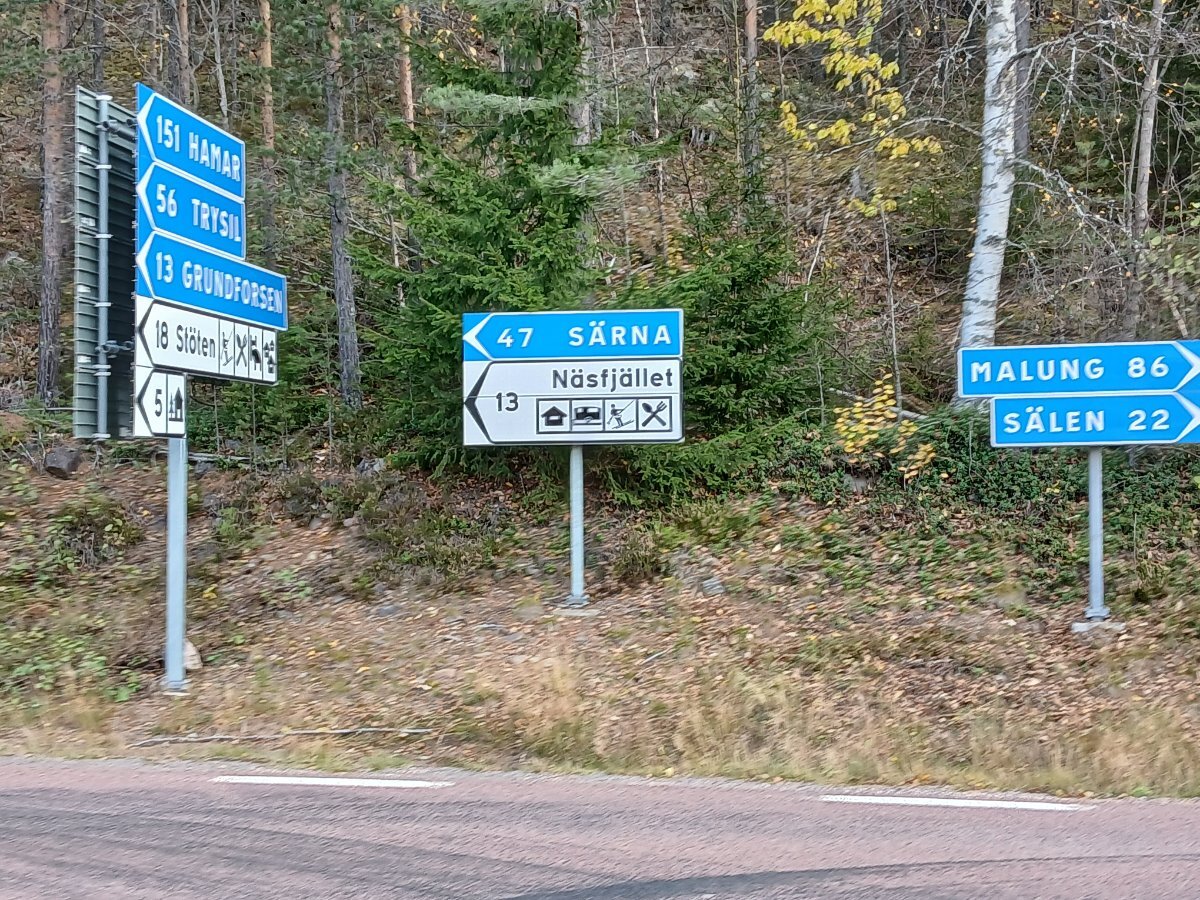 151 HAMAR
56 TRYSIL
13 GRUNDFORSEN
18 Stöten
5
47 SÄRNA
Näsfjället
13
MALUNG 86
SÄLEN 22